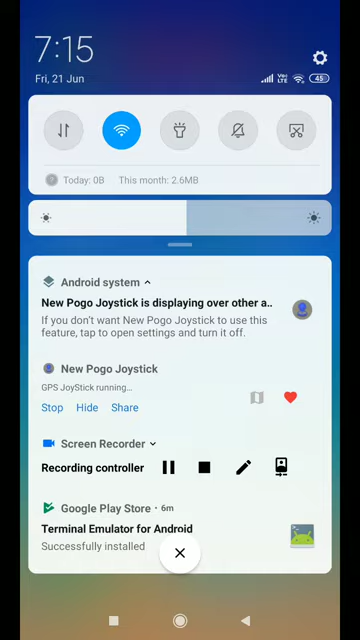 7:15
Fri, 21 Jun
Vo)
LTE
45
Today: 0B This month: 2.6MB
Android system
New Pogo Joystick is displaying over other a..
If you don't want New Pogo Joystick to use this
feature, tap to open settings and turn it off.
New Pogo Joystick
GPS JoyStick running...
Stop Hide Share
Screen Recorder
Recording controller
Google Play Store • 6m
Terminal Emulator for Android
Successfully installed